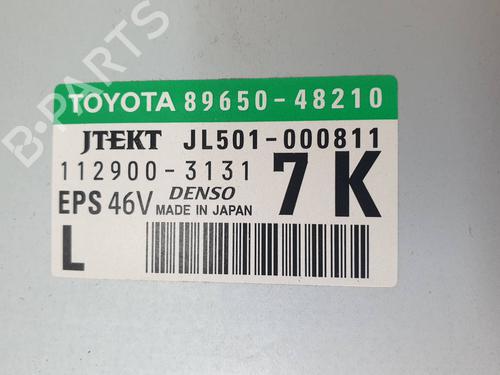 B-PARTS
TOYOTA 89650-48210
JTEKT JL501-000811
112900-3131 7K
EPS 46V DENSO
MADE IN JAPAN
L